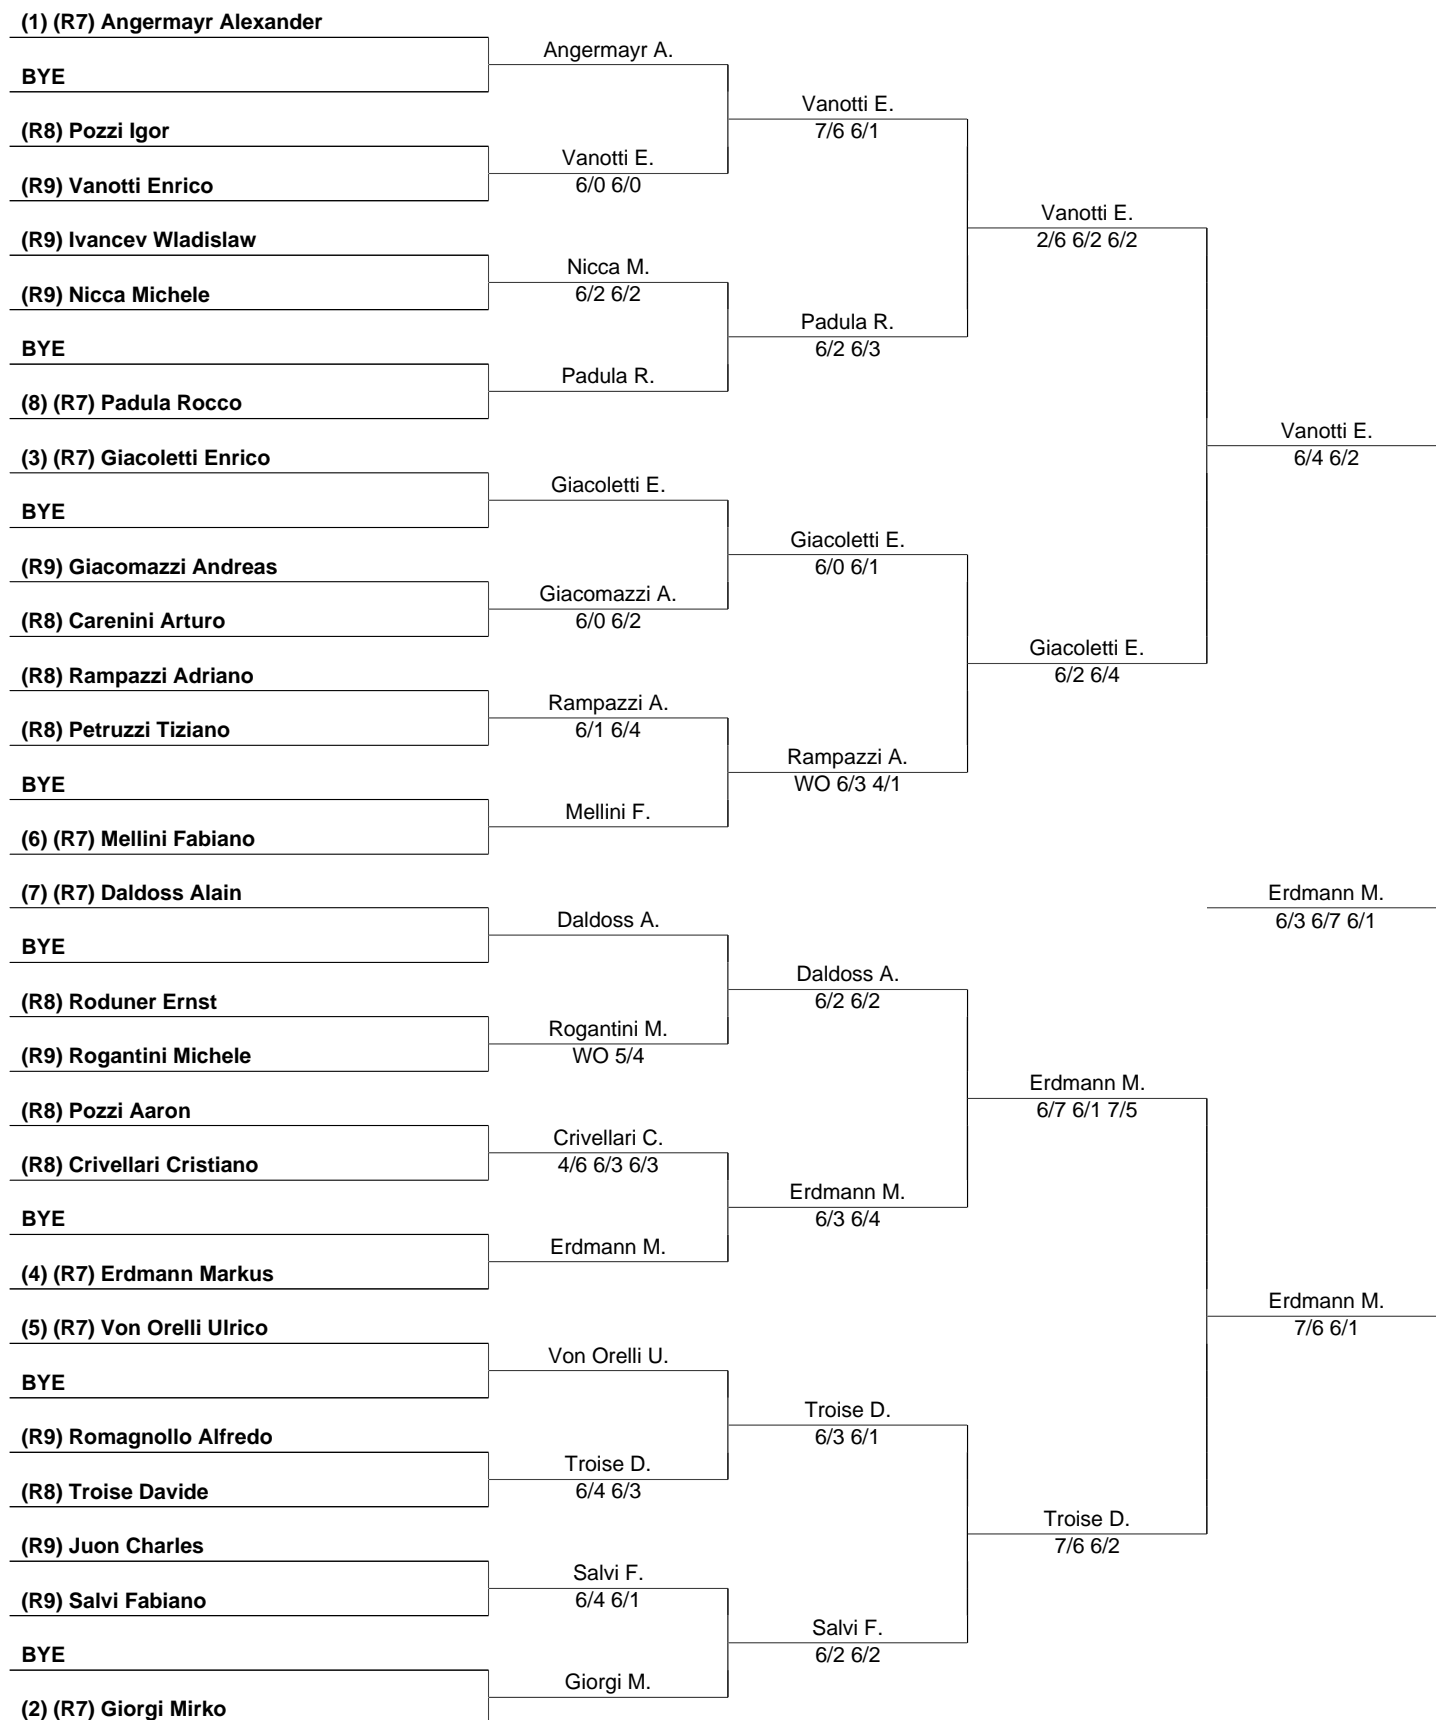 (1) (R7) Angermayr Alexander
Angermayr A.
BYE
Vanotti E.
7/6 6/1
(R8) Pozzi Igor
Vanotti E.
6/0 6/0
(R9) Vanotti Enrico
Vanotti E.
2/6 6/2 6/2
(R9) Ivancev Wladislaw
Nicca M.
6/2 6/2
(R9) Nicca Michele
Padula R.
6/2 6/3
BYE
Padula R.
(8) (R7) Padula Rocco
Vanotti E.
6/4 6/2
(3) (R7) Giacoletti Enrico
Giacoletti E.
BYE
Giacoletti E.
6/0 6/1
(R9) Giacomazzi Andreas
Giacomazzi A.
6/0 6/2
(R8) Carenini Arturo
Giacoletti E.
6/2 6/4
(R8) Rampazzi Adriano
Rampazzi A.
6/1 6/4
(R8) Petruzzi Tiziano
Rampazzi A.
WO 6/3 4/1
BYE
Mellini F.
(6) (R7) Mellini Fabiano
(7) (R7) Daldoss Alain
Erdmann M.
6/3 6/7 6/1
Daldoss A.
BYE
Daldoss A.
6/2 6/2
(R8) Roduner Ernst
Rogantini M.
WO 5/4
(R9) Rogantini Michele
Erdmann M.
6/7 6/1 7/5
(R8) Pozzi Aaron
Crivellari C.
4/6 6/3 6/3
(R8) Crivellari Cristiano
Erdmann M.
6/3 6/4
BYE
Erdmann M.
(4) (R7) Erdmann Markus
Erdmann M.
7/6 6/1
(5) (R7) Von Orelli Ulrico
Von Orelli U.
BYE
Troise D.
6/3 6/1
(R9) Romagnollo Alfredo
Troise D.
6/4 6/3
(R8) Troise Davide
Troise D.
7/6 6/2
(R9) Juon Charles
Salvi F.
6/4 6/1
(R9) Salvi Fabiano
Salvi F.
6/2 6/2
BYE
Giorgi M.
(2) (R7) Giorgi Mirko